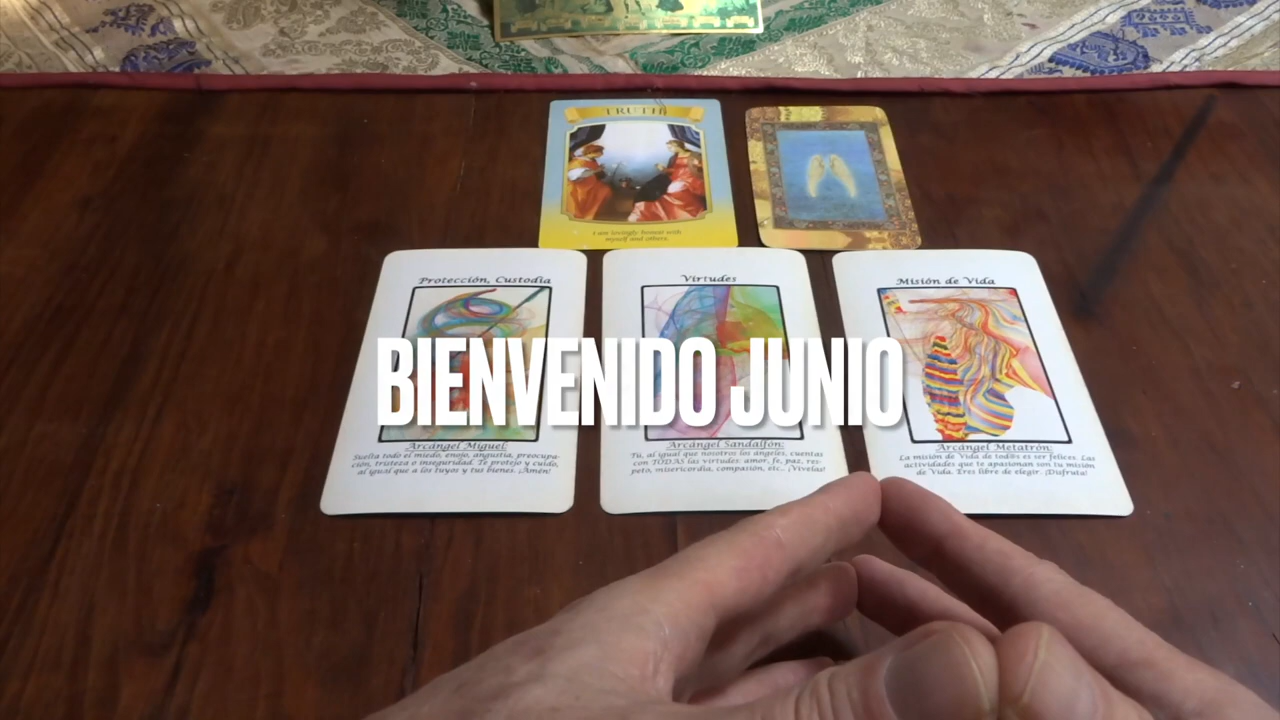 TRUTH
I am lovingly honest with
myself and others.
Protección, Custodia
Virtudes
Misión de Vida
BIENVENIDO JUNIO
Arcángel Miguel:
Suelta todo el miedo, enojo, angustia, preocupa-
ción, tristeza o inseguridad. Te protejo y cuido,
al igual que a los tuyos y tus bienes. ¡Amén!
Arcángel Sandalfón:
Tú, al igual que nosotros los ángeles, cuentas
con TODAS las virtudes: amor, fe, paz, res-
peto, misericordia, compasión, etc. ¡Vívelas!
Arcángel Metatrón:
La misión de Vida de tod@s es ser felices. Las
actividades que te apasionan son tu misión
de Vida. Eres libre de elegir. ¡Disfruta!